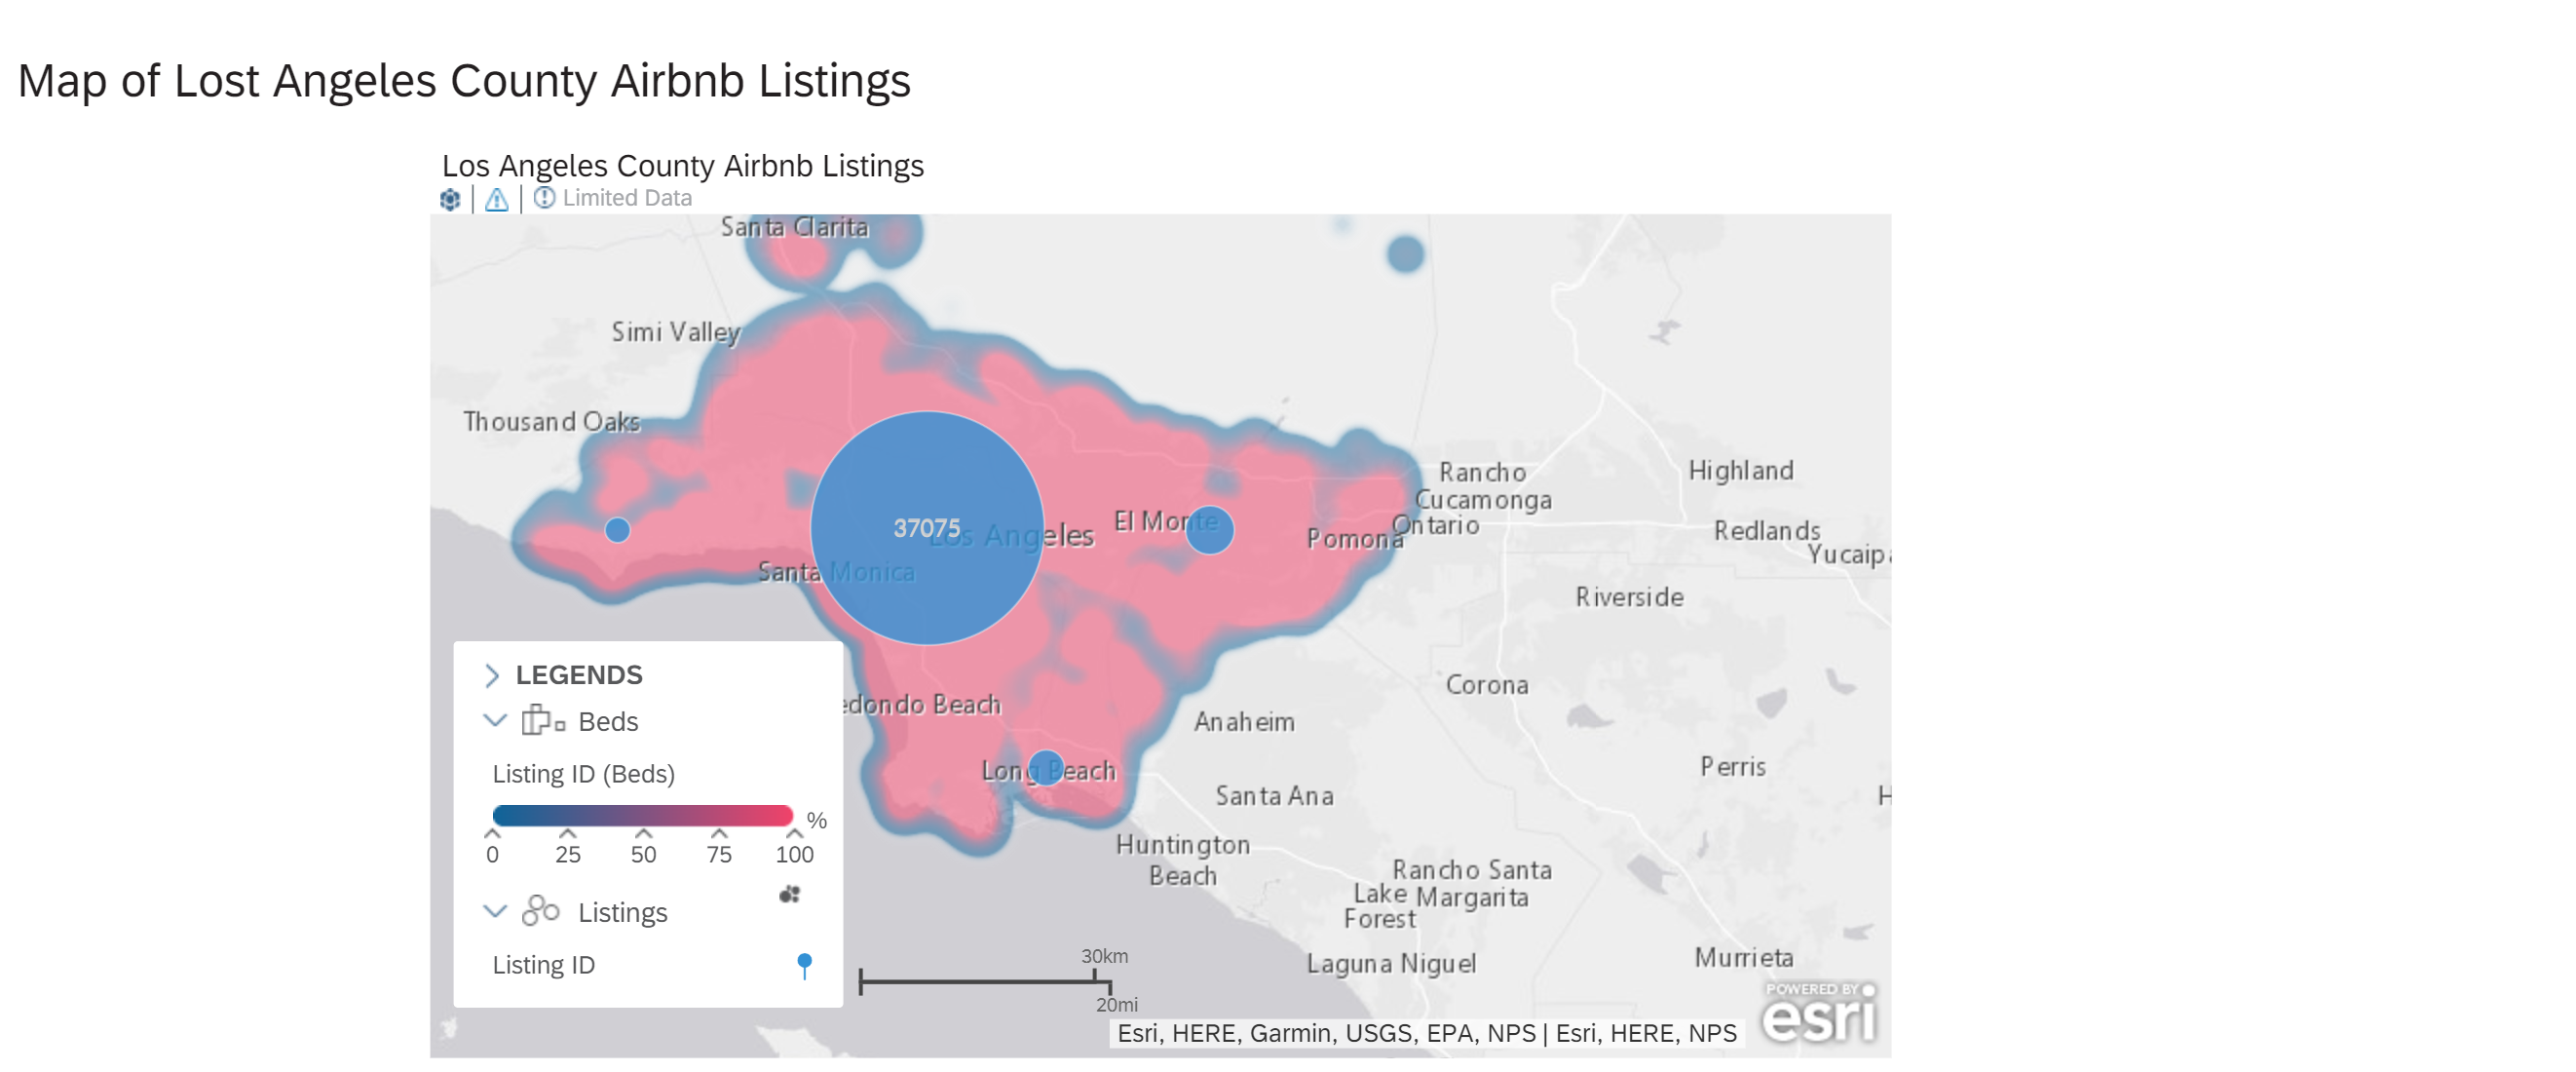 Map of Lost Angeles County Airbnb Listings
Los Angeles County Airbnb Listings
Limited Data
Santa Clarita
Simi Valley
Thousand Oaks
Rancho
Cucamonga
Highland
37075
Los Angeles
El Monte
Pomona
Ontario
Redlands
Yucaipa
Santa Monica
Riverside
LEGENDS
Beds
edondo Beach
Corona
Anaheim
Listing ID (Beds)
Long Beach
Perris
H
Santa Ana
%
0 25 50 75 100
Huntington
Beach
Rancho Santa
Margarita
Lake
Forest
Listings
Listing ID
30km
20mi
Laguna Niguel
Murrieta
POWERED BY
esri
Esri, HERE, Garmin, USGS, EPA, NPS | Esri, HERE, NPS